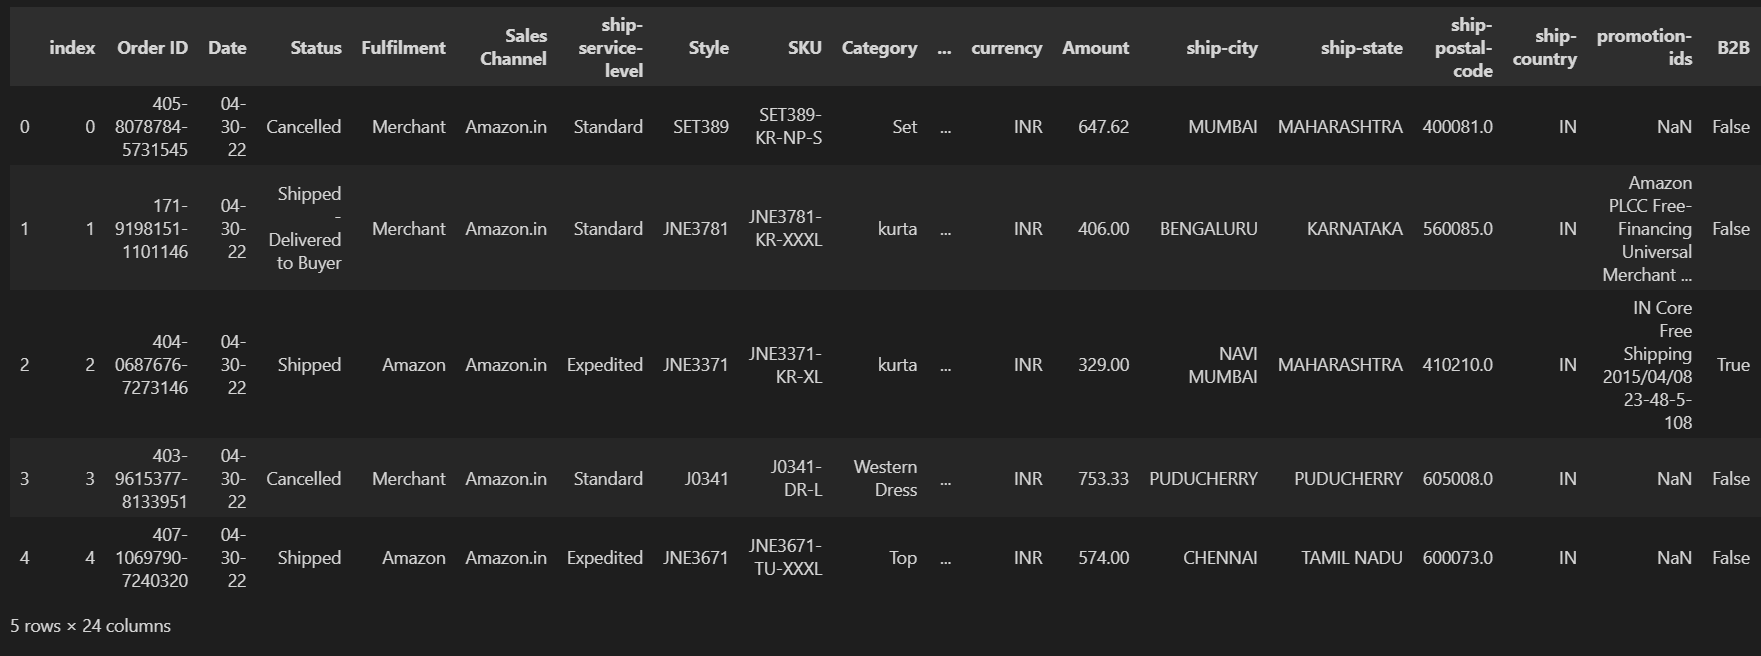 index Order ID Date Status Fulfilment Sales Channel ship-service-level Style SKU Category ... currency Amount ship-city ship-state ship-postal-code ship-country promotion-ids B2B
0 0 405-8078784-5731545 04-30-22 Cancelled Merchant Amazon.in Standard SET389 SET389-KR-NP-S Set ... INR 647.62 MUMBAI MAHARASHTRA 400081.0 IN NaN False
1 1 171-9198151-1101146 04-30-22 Shipped - Delivered to Buyer Merchant Amazon.in Standard JNE3781 JNE3781-KR-XXXL kurta ... INR 406.00 BENGALURU KARNATAKA 560085.0 IN Amazon PLCC Free-Financing Universal Merchant ... False
2 2 404-0687676-7273146 04-30-22 Shipped Amazon Amazon.in Expedited JNE3371 JNE3371-KR-XL kurta ... INR 329.00 NAVI MUMBAI MAHARASHTRA 410210.0 IN IN Core Free Shipping 2015/04/08 23-48-5-108 True
3 3 403-9615377-8133951 04-30-22 Cancelled Merchant Amazon.in Standard J0341 J0341-DR-L Western Dress ... INR 753.33 PUDUCHERRY PUDUCHERRY 605008.0 IN NaN False
4 4 407-1069790-7240320 04-30-22 Shipped Amazon Amazon.in Expedited JNE3671 JNE3671-TU-XXXL Top ... INR 574.00 CHENNAI TAMIL NADU 600073.0 IN NaN False
5 rows × 24 columns